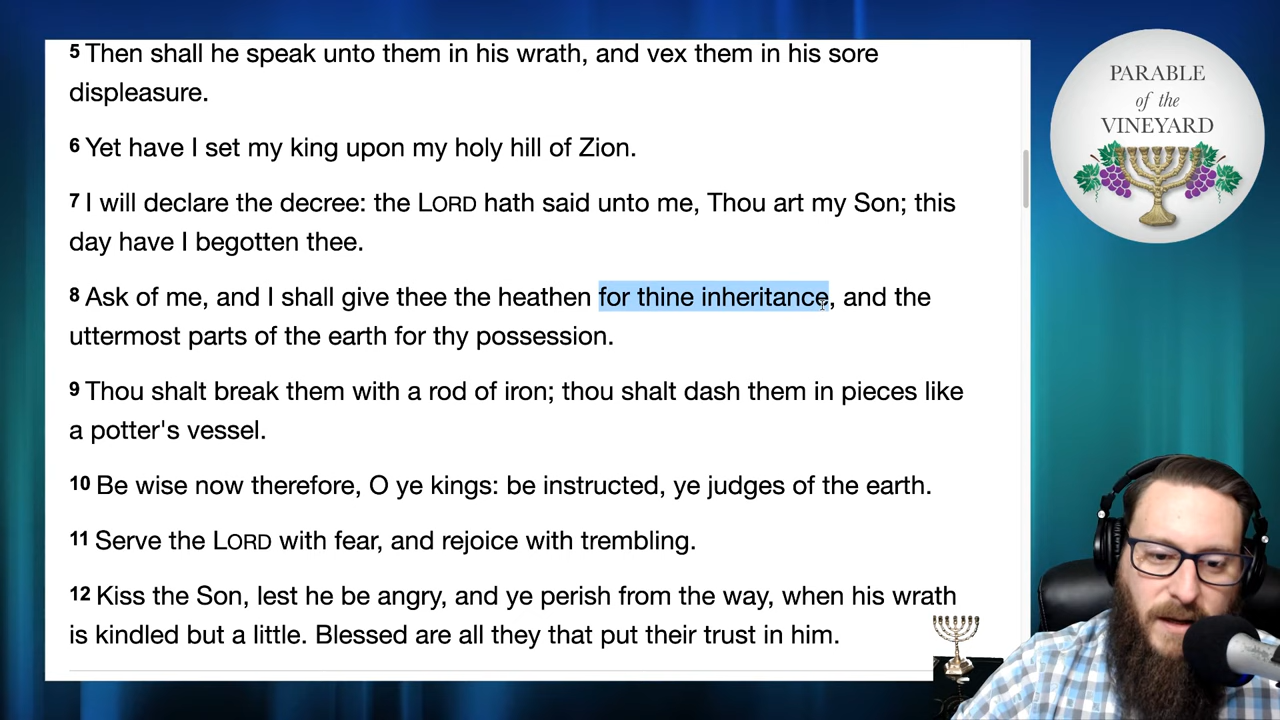 5 Then shall he speak unto them in his wrath, and vex them in his sore
displeasure.
6 Yet have I set my king upon my holy hill of Zion.
7 I will declare the decree: the LORD hath said unto me, Thou art my Son; this
day have I begotten thee.
8 Ask of me, and I shall give thee the heathen for thine inheritance, and the
uttermost parts of the earth for thy possession.
9 Thou shalt break them with a rod of iron; thou shalt dash them in pieces like
a potter's vessel.
10 Be wise now therefore, O ye kings: be instructed, ye judges of the earth.
11 Serve the LORD with fear, and rejoice with trembling.
12 Kiss the Son, lest he be angry, and ye perish from the way, when his wrath
is kindled but a little. Blessed are all they that put their trust in him.
PARABLE
of the
VINEYARD